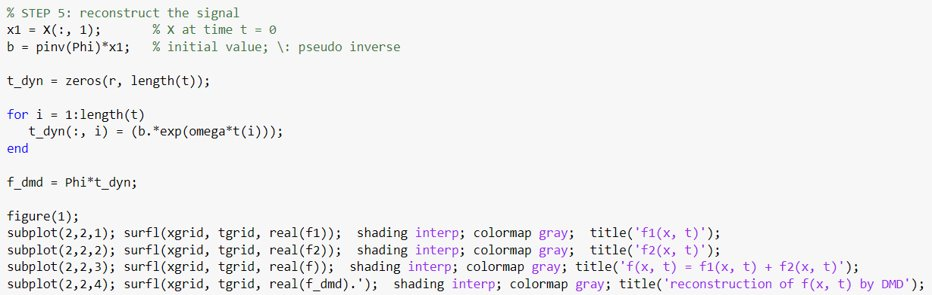 % STEP 5: reconstruct the signal
x1 = X(:, 1);       % X at time t = 0
b = pinv(Phi)*x1;   % initial value; \: pseudo inverse

t_dyn = zeros(r, length(t));

for i = 1:length(t)
   t_dyn(:, i) = (b.*exp(omega*t(i)));
end

f_dmd = Phi*t_dyn;

figure(1);
subplot(2,2,1); surfl(xgrid, tgrid, real(f1));  shading interp; colormap gray;  title('f1(x, t)');
subplot(2,2,2); surfl(xgrid, tgrid, real(f2));  shading interp; colormap gray;  title('f2(x, t)');
subplot(2,2,3); surfl(xgrid, tgrid, real(f));  shading interp; colormap gray; title('f(x, t) = f1(x, t) + f2(x, t)');
subplot(2,2,4); surfl(xgrid, tgrid, real(f_dmd).');  shading interp; colormap gray; title('reconstruction of f(x, t) by DMD');